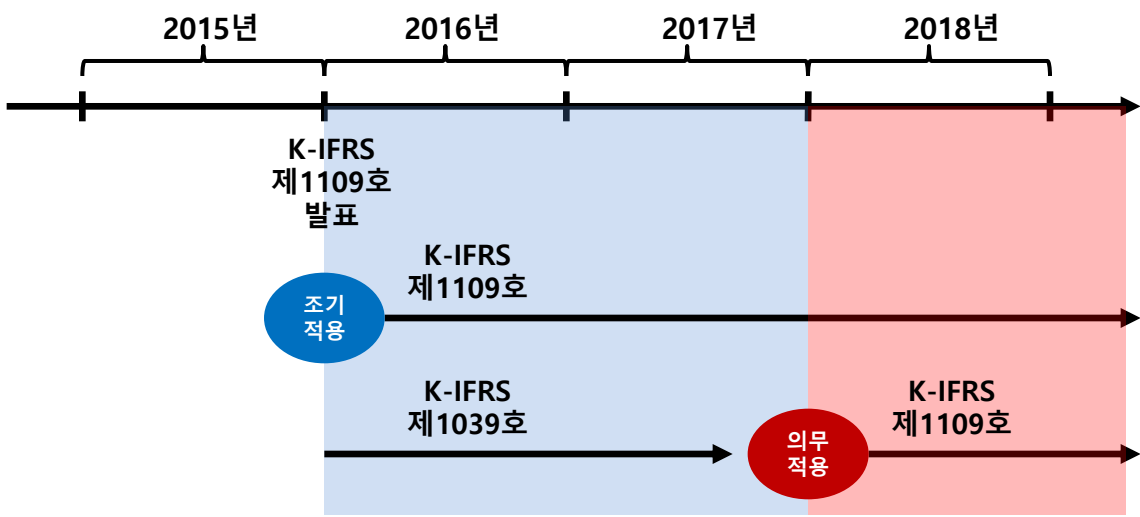 2015년
2016년
2017년
2018년
K-IFRS
제1109호
발표
K-IFRS
제1109호
조기
적용
K-IFRS
제1039호
K-IFRS
제1109호
의무
적용